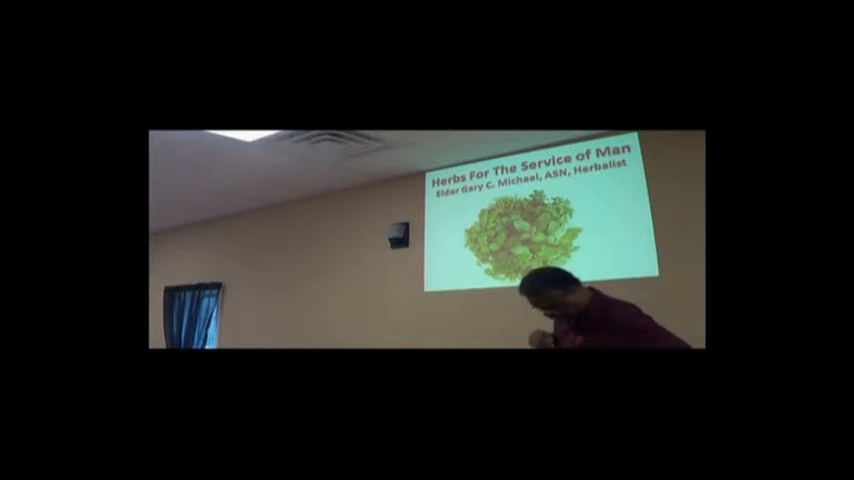 Herbs For The Service of Man
Elder Gary C. Michael, ASN, Herbalist